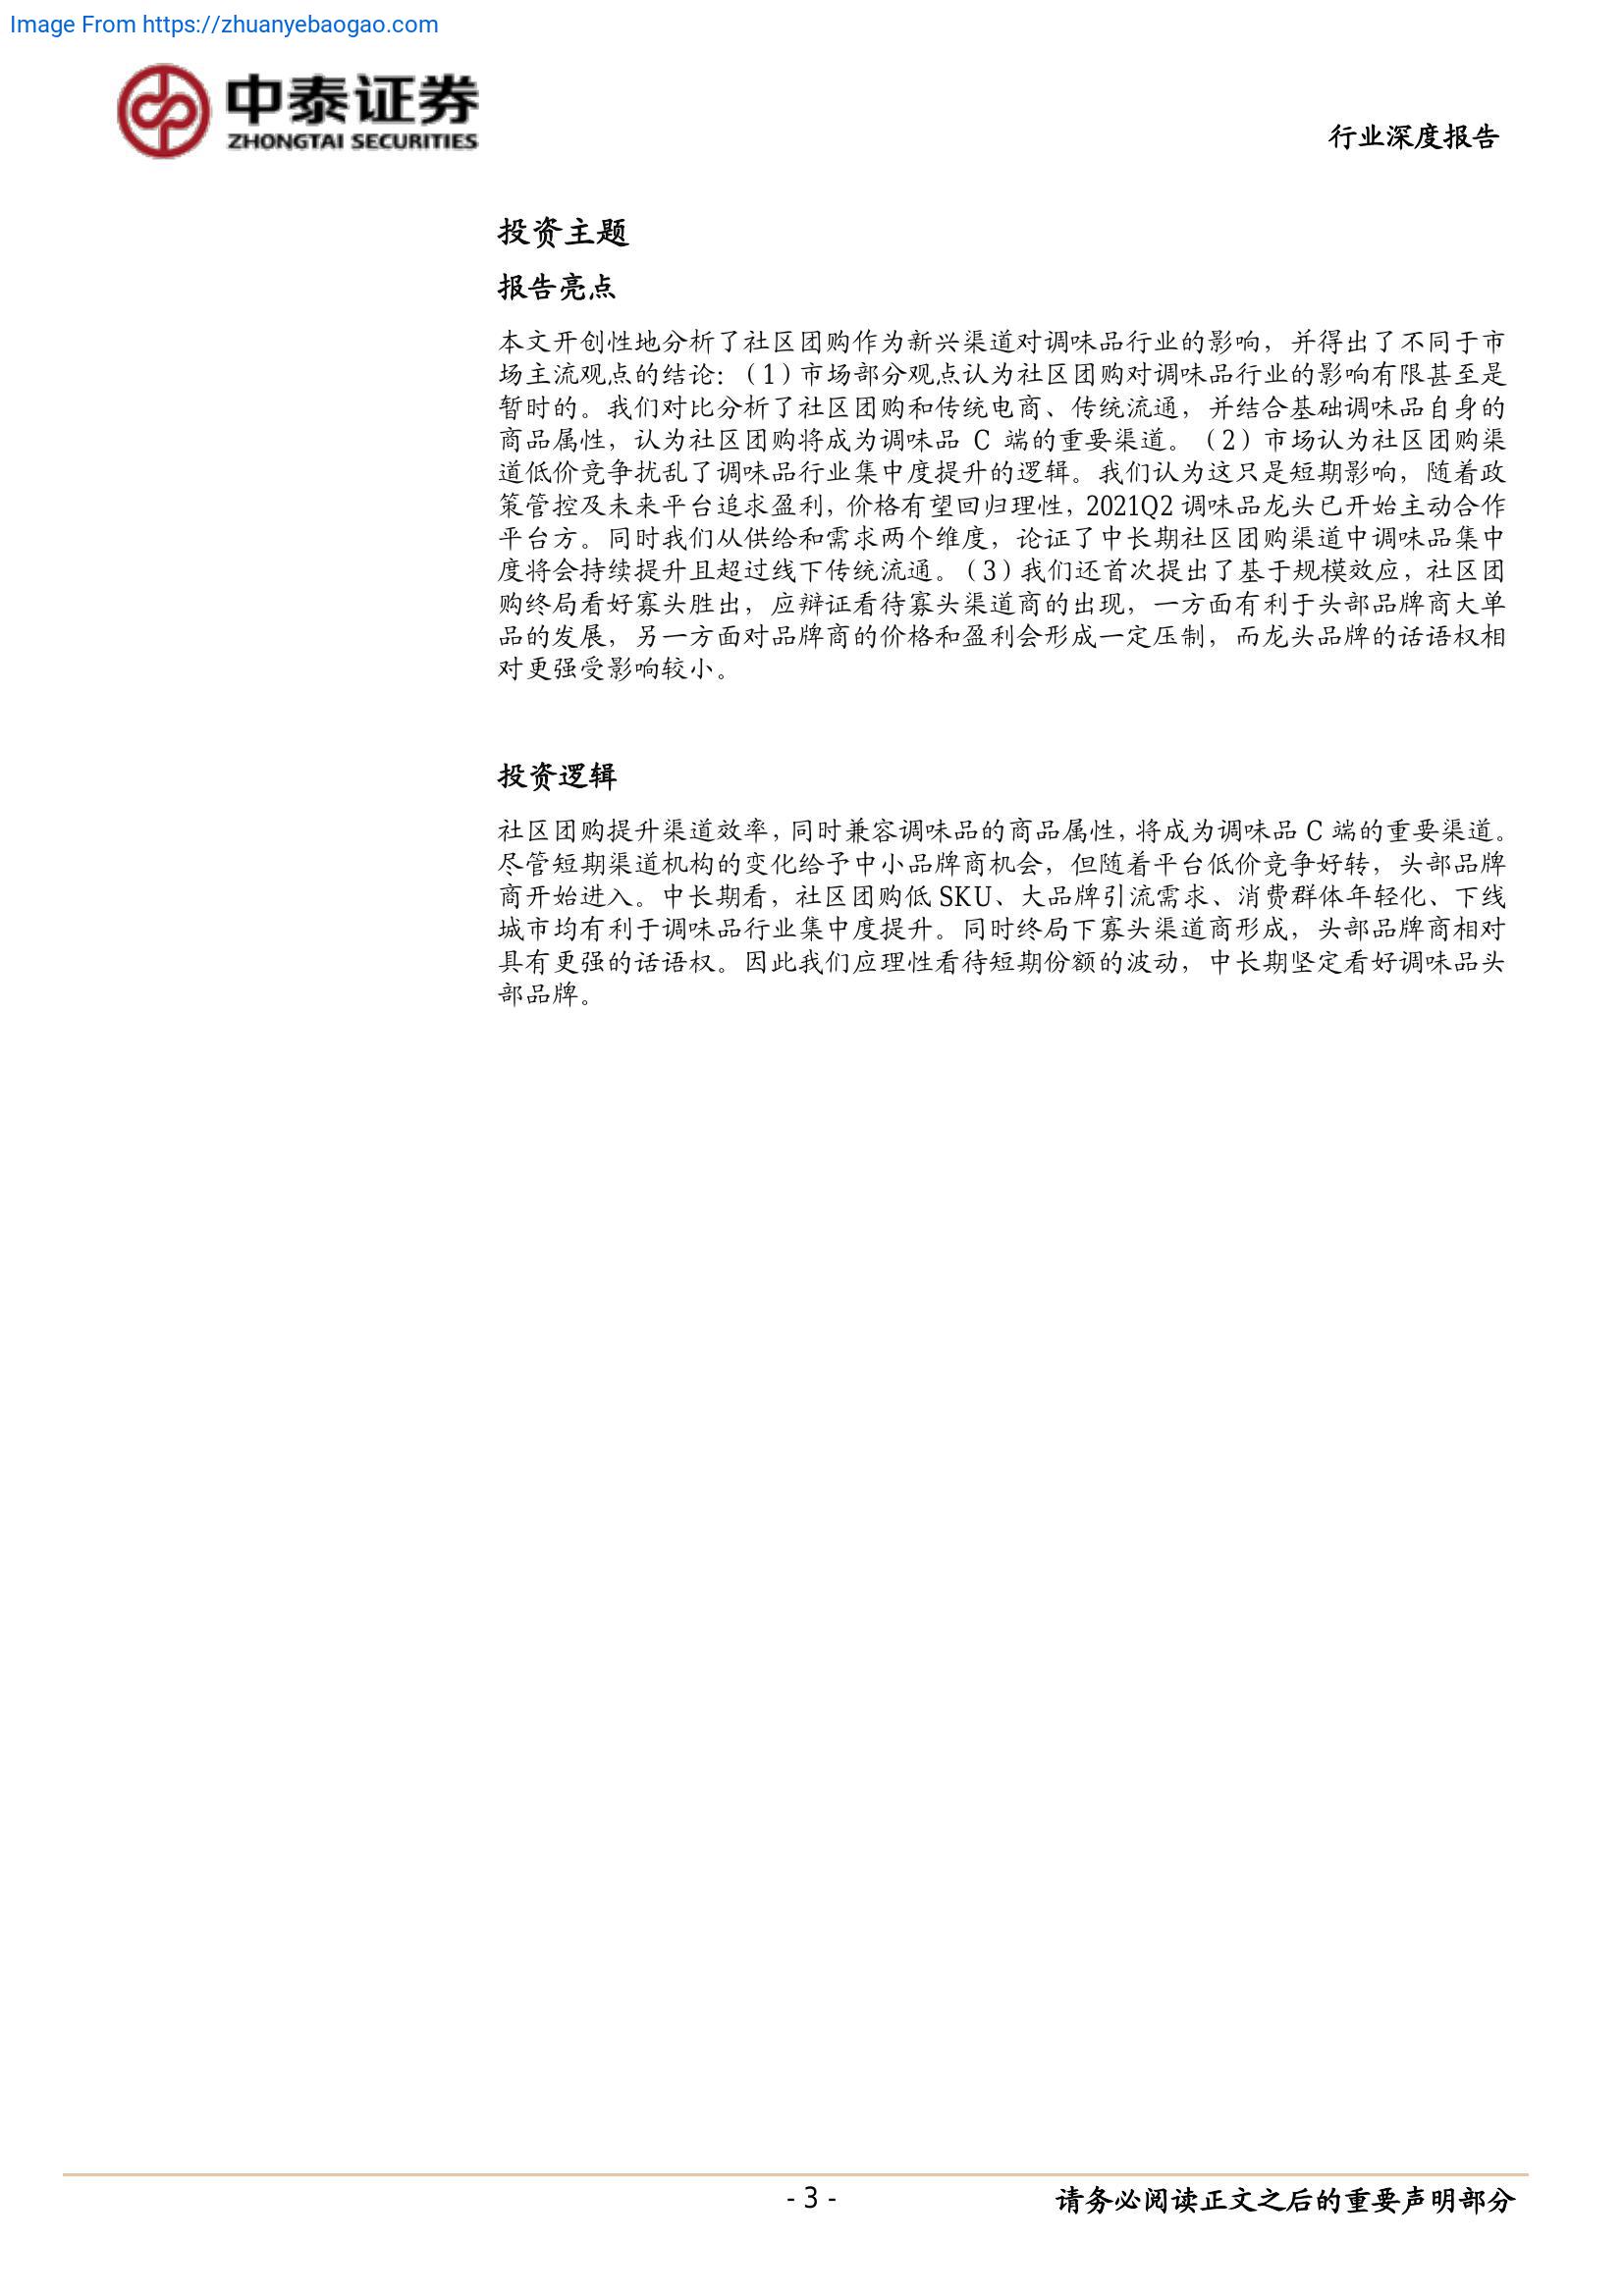 Image From https://zhuanyebaogao.com
中泰证券
ZHONGTAI SECURITIES
行业深度报告
投资主题
报告亮点
本文开创性地分析了社区团购作为新兴渠道对调味品行业的影响，并得出了不同于市
场主流观点的结论：（1）市场部分观点认为社区团购对调味品行业的影响有限甚至是
暂时的。我们对比分析了社区团购和传统电商、传统流通，并结合基础调味品自身的
商品属性，认为社区团购将成为调味品 C 端的重要渠道。（2）市场认为社区团购渠
道低价竞争扰乱了调味品行业集中度提升的逻辑。我们认为这只是短期影响，随着政
策管控及未来平台追求盈利，价格有望回归理性，2021Q2 调味品龙头已开始主动合作
平台方。同时我们从供给和需求两个维度，论证了中长期社区团购渠道中调味品集中
度将会持续提升且超过线下传统流通。（3）我们还首次提出了基于规模效应，社区团
购终局看好寡头胜出，应辩证看待寡头渠道商的出现，一方面有利于头部品牌商大单
品的发展，另一方面对品牌商的价格和盈利会形成一定压制，而龙头品牌的话语权相
对更强受影响较小。
投资逻辑
社区团购提升渠道效率，同时兼容调味品的商品属性，将成为调味品 C 端的重要渠道。
尽管短期渠道机构的变化给予中小品牌商机会，但随着平台低价竞争好转，头部品牌
商开始进入。中长期看，社区团购低 SKU、大品牌引流需求、消费群体年轻化、下线
城市均有利于调味品行业集中度提升。同时终局下寡头渠道商形成，头部品牌商相对
具有更强的话语权。因此我们应理性看待短期份额的波动，中长期坚定看好调味品头
部品牌。
- 3 -
请务必阅读正文之后的重要声明部分